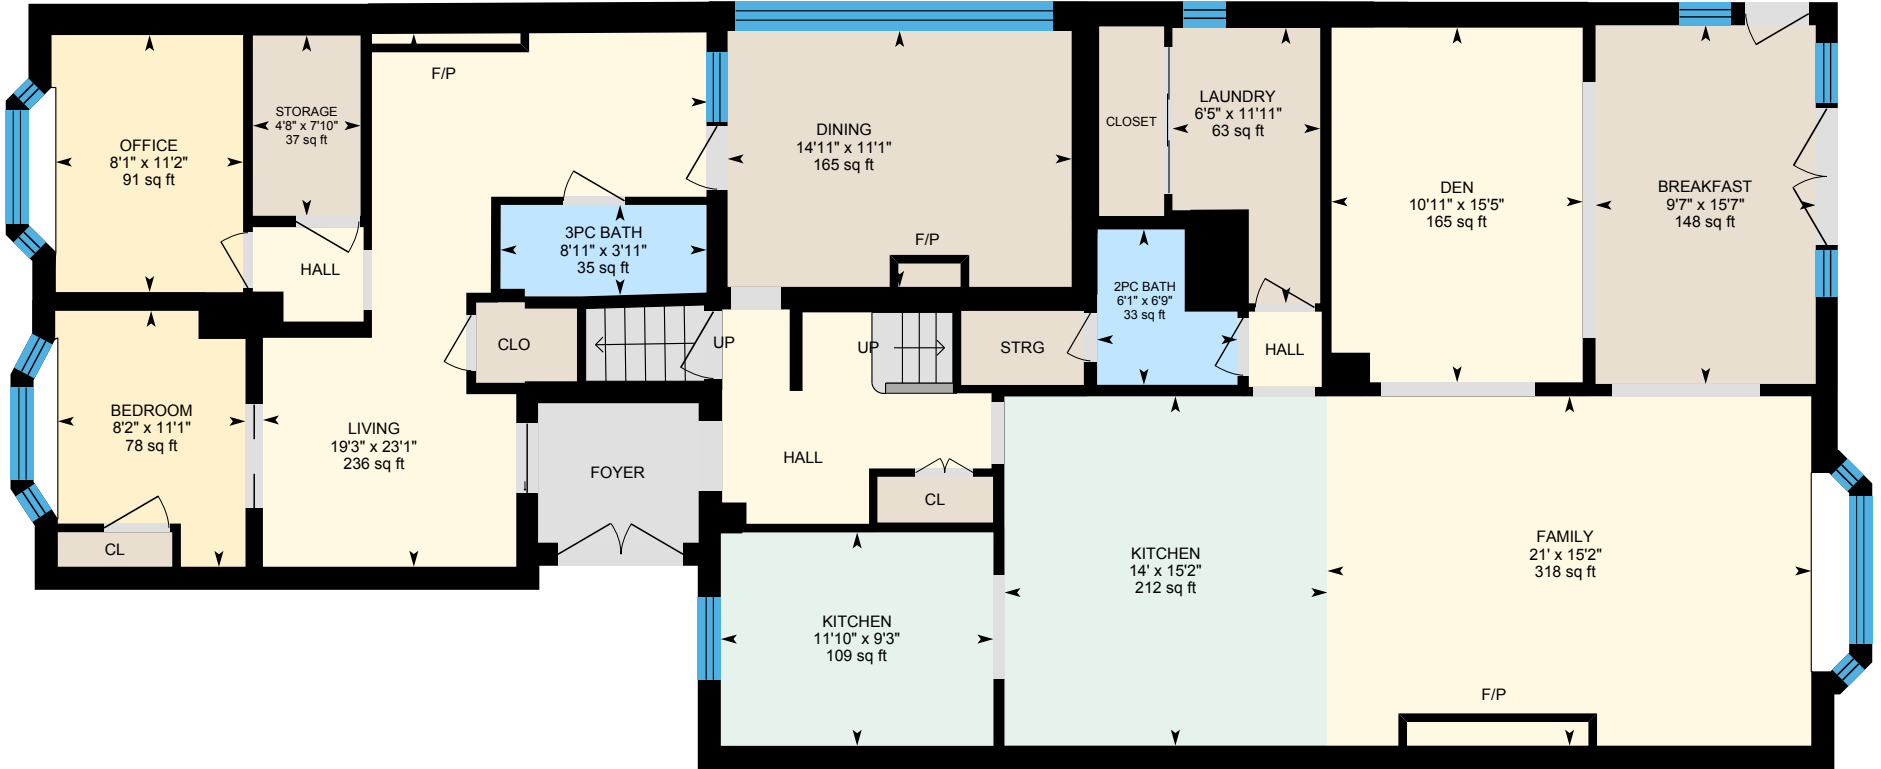 F/P
OFFICE
8'1" x 11'2"
91 sq ft
STORAGE
4'8" x 7'10"
37 sq ft
HALL
3PC BATH
8'11" x 3'11"
35 sq ft
DINING
14'11" x 11'1"
165 sq ft
F/P
CLOSET
LAUNDRY
6'5" x 11'11"
63 sq ft
DEN
10'11" x 15'5"
165 sq ft
BREAKFAST
9'7" x 15'7"
148 sq ft
2PC BATH
6'1" x 6'9"
33 sq ft
HALL
CLO
UP
UP
STRG
BEDROOM
8'2" x 11'1"
78 sq ft
CL
LIVING
19'3" x 23'1"
236 sq ft
FOYER
HALL
CL
KITCHEN
11'10" x 9'3"
109 sq ft
KITCHEN
14' x 15'2"
212 sq ft
FAMILY
21' x 15'2"
318 sq ft
F/P